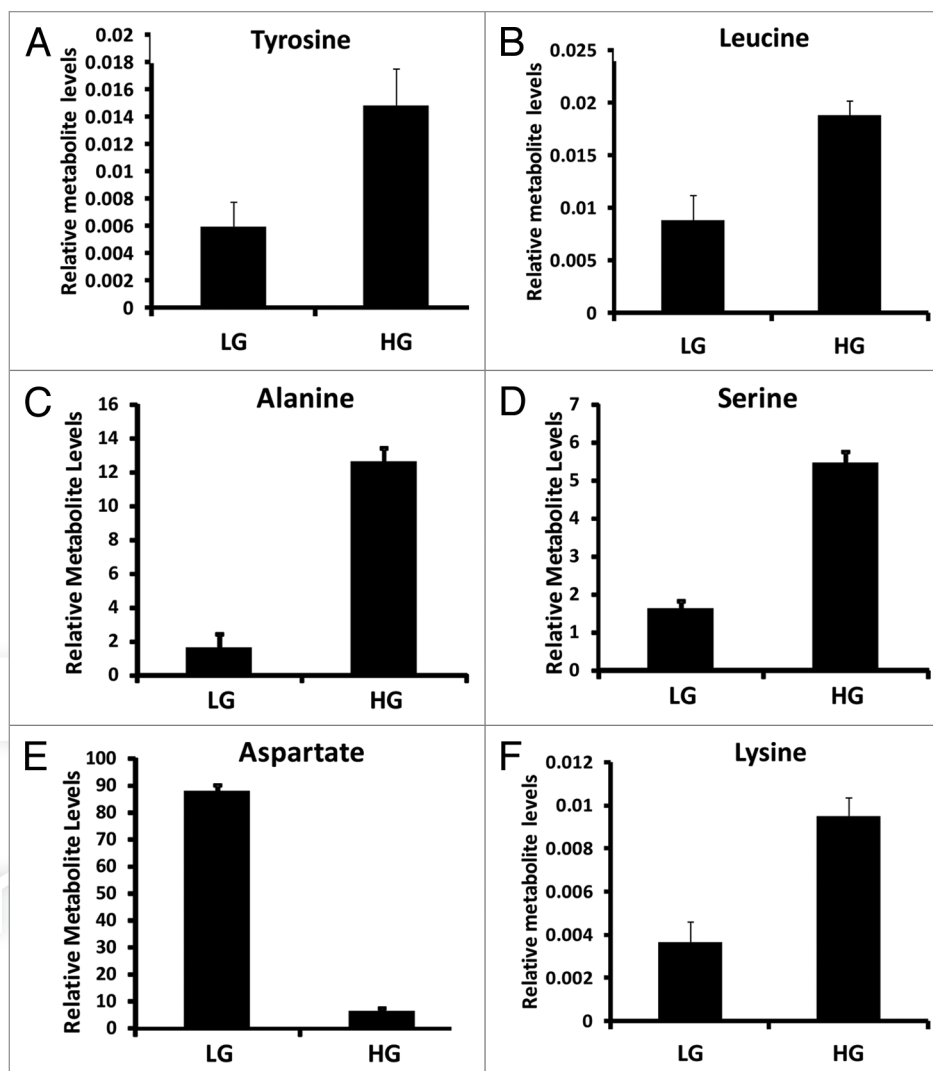 A
Tyrosine
Relative metabolite levels
0.02
0.018
0.016
0.014
0.012
0.01
0.008
0.006
0.004
0.002
0
LG HG
B
Leucine
Relative metabolite levels
0.025
0.02
0.015
0.01
0.005
0
LG HG
C
Alanine
Relative Metabolite Levels
16
14
12
10
8
6
4
2
0
LG HG
D
Serine
Relative Metabolite Levels
7
6
5
4
3
2
1
0
LG HG
E
Aspartate
Relative Metabolite Levels
100
90
80
70
60
50
40
30
20
10
0
LG HG
F
Lysine
Relative metabolite levels
0.012
0.01
0.008
0.006
0.004
0.002
0
LG HG